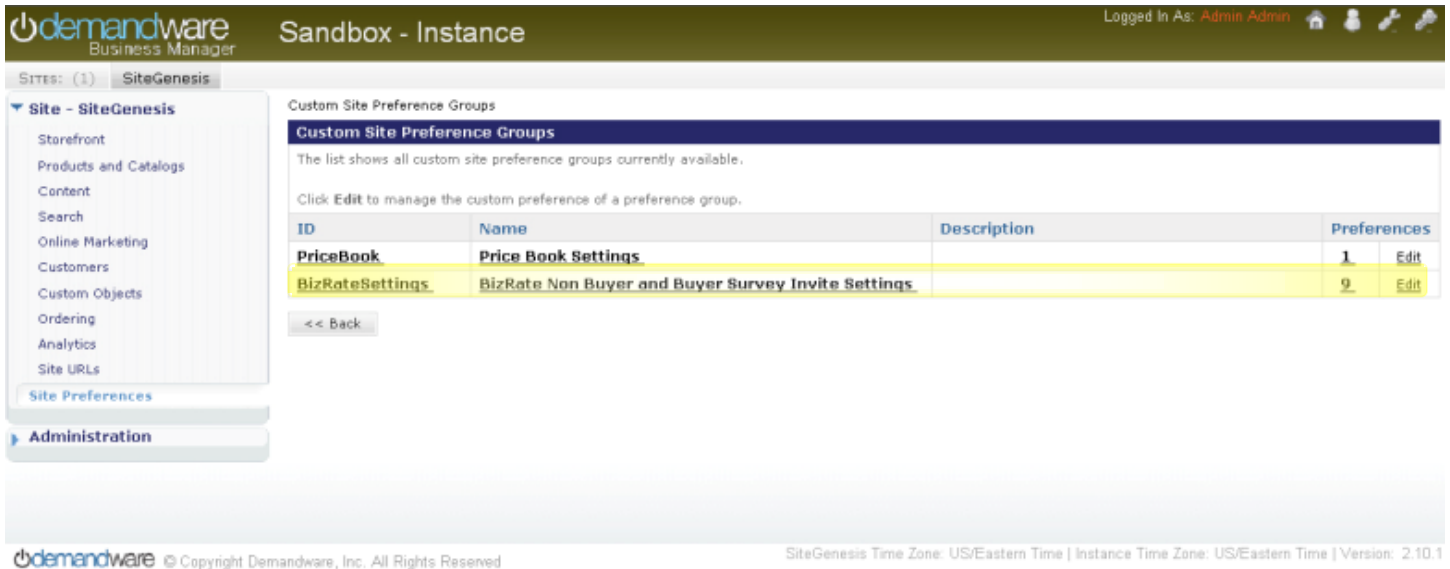 demandware
Business Manager
Sandbox - Instance
Logged In As: Admin Admin
SITES: (1) SiteGenesis
Site - SiteGenesis
Storefront
Products and Catalogs
Content
Search
Online Marketing
Customers
Custom Objects
Ordering
Analytics
Site URLs
Site Preferences
Administration
Custom Site Preference Groups
Custom Site Preference Groups
The list shows all custom site preference groups currently available.
Click Edit to manage the custom preference of a preference group.
ID Name Description Preferences
PriceBook Price Book Settings 1 Edit
BizRateSettings BizRate Non Buyer and Buyer Survey Invite Settings 9 Edit
<< Back
demandware © Copyright Demandware, Inc. All Rights Reserved
SiteGenesis Time Zone: US/Eastern Time | Instance Time Zone: US/Eastern Time | Version: 2.10.1